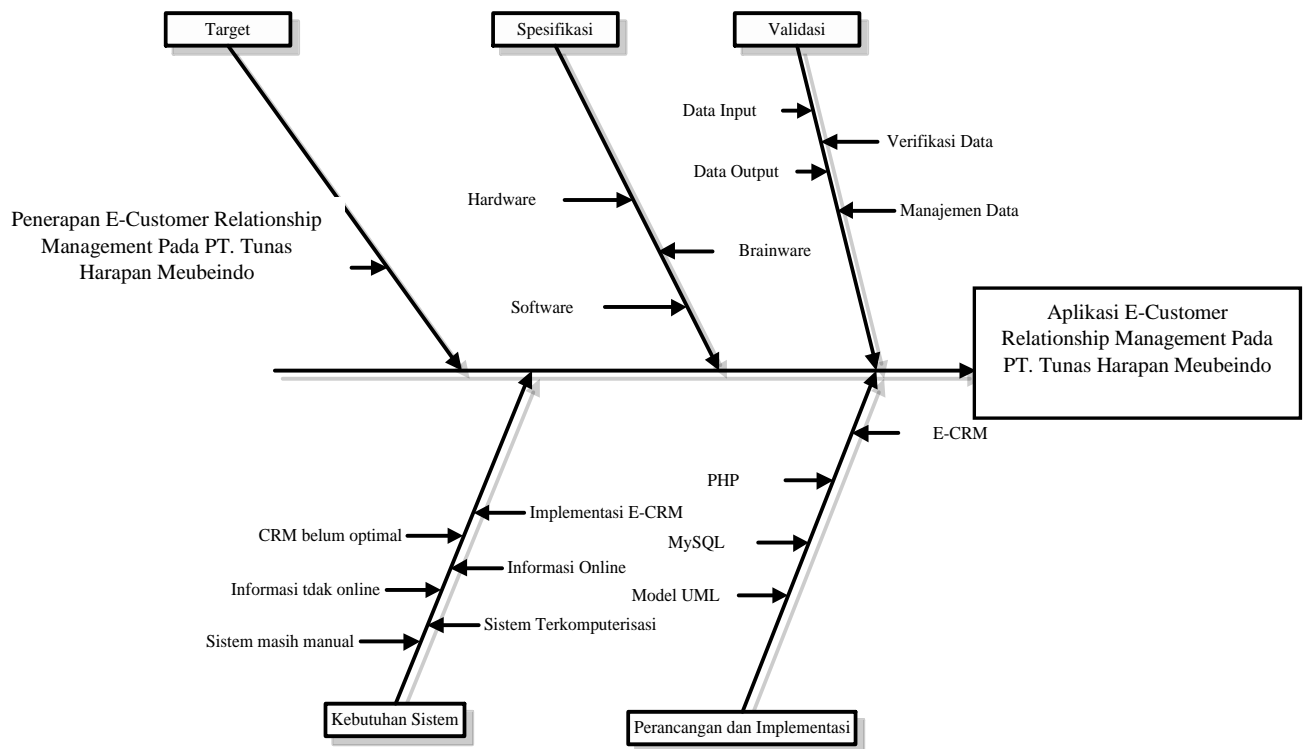 Target
Spesifikasi
Validasi
Data Input
Verifikasi Data
Data Output
Hardware
Manajemen Data
Penerapan E-Customer Relationship
Management Pada PT. Tunas
Harapan Meubeindo
Brainware
Software
Aplikasi E-Customer
Relationship Management Pada
PT. Tunas Harapan Meubeindo
E-CRM
PHP
Implementasi E-CRM
CRM belum optimal
MySQL
Informasi Online
Informasi tdak online
Model UML
Sistem Terkomputerisasi
Sistem masih manual
Kebutuhan Sistem
Perancangan dan Implementasi